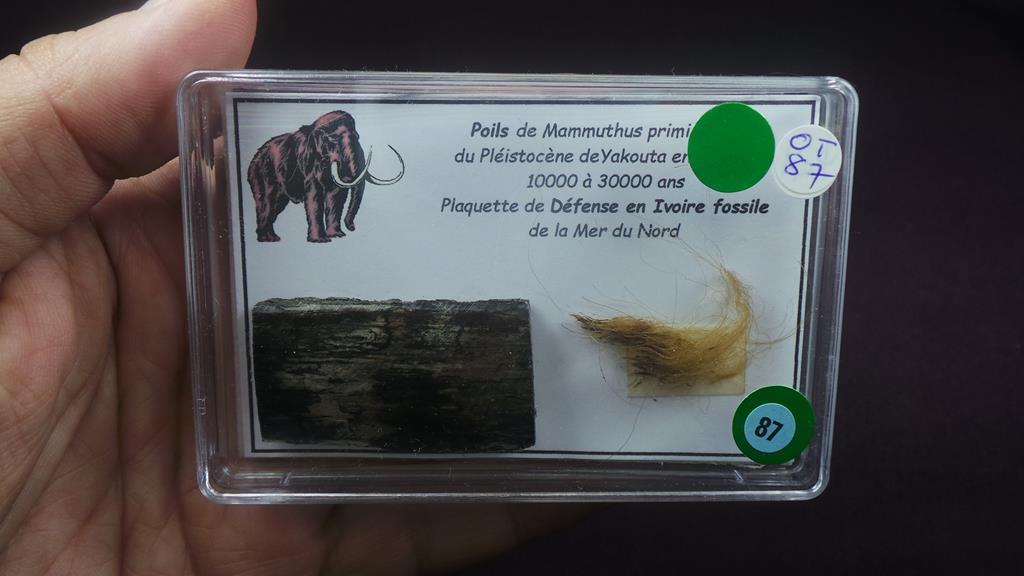 Poils de Mammuthus primi
du Pléistocène deYakouta en
10000 à 30000 ans
Plaquette de Défense en Ivoire fossile
de la Mer du Nord
OT
87
87